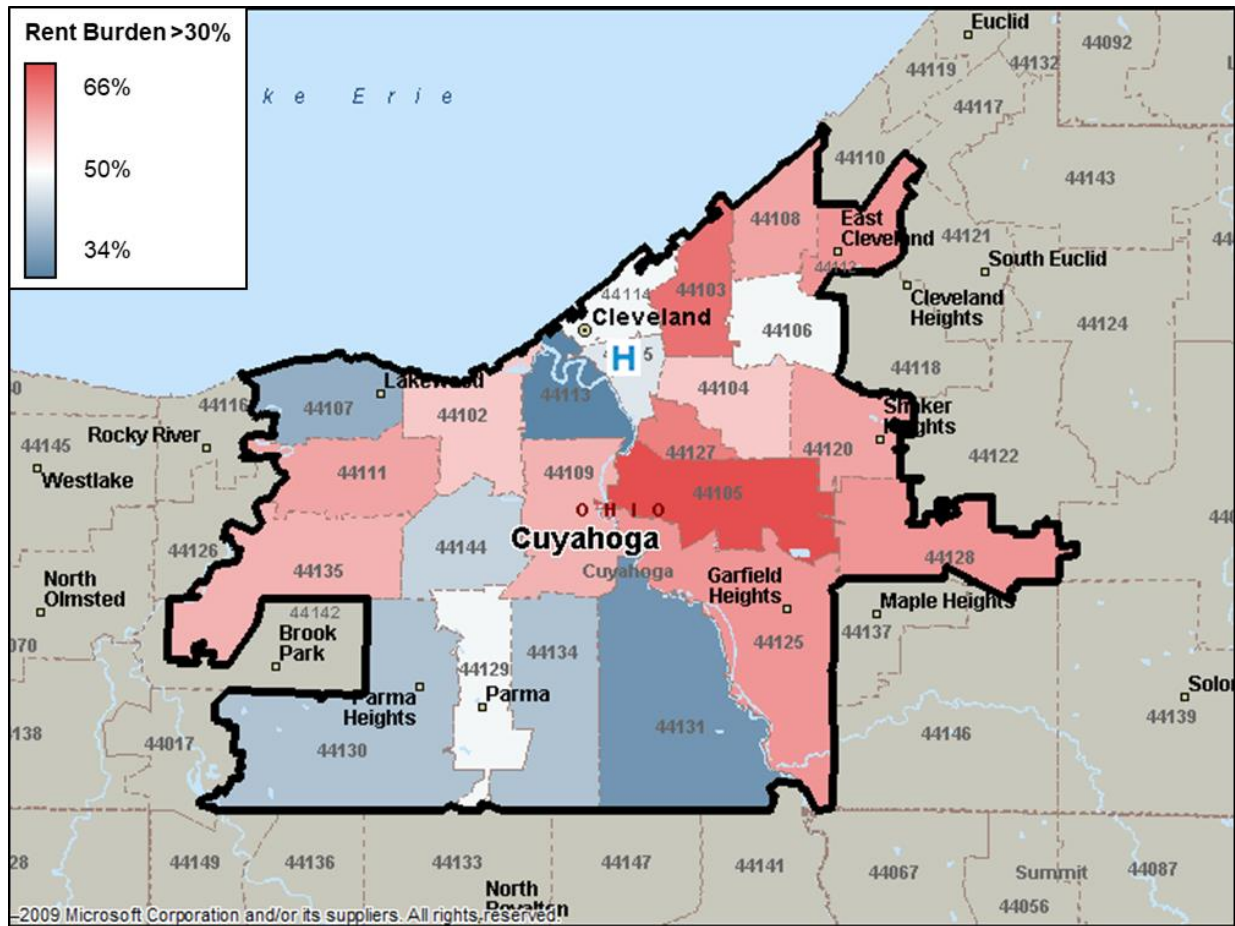 Rent Burden >30%
66%
50%
34%
k e E r i e
Euclid
44092
44119
44132
44117
44110
44143
44108
East
Cleveland
44121
44112
South Euclid
44103
44114
Cleveland
Heights
Cleveland
44106
44124
H
5
44118
44104
Lakewood
44113
44116
44107
44102
Shaker
Heights
Rocky River
44145
44127
44120
44122
Westlake
44111
44109
44105
O H I O
Cuyahoga
44144
44126
44128
44135
Cuyahoga
Garfield
Heights
North
Olmsted
44142
Maple Heights
Brook
Park
44137
070
44134
44125
44129
Parma
Heights
Parma
Solon
44131
44139
44138
44017
44130
44146
44149
44136
44133
44147
44141
44067
Summit
44087
North
Royalton
44056
2009 Microsoft Corporation and/or its suppliers. All rights reserved.